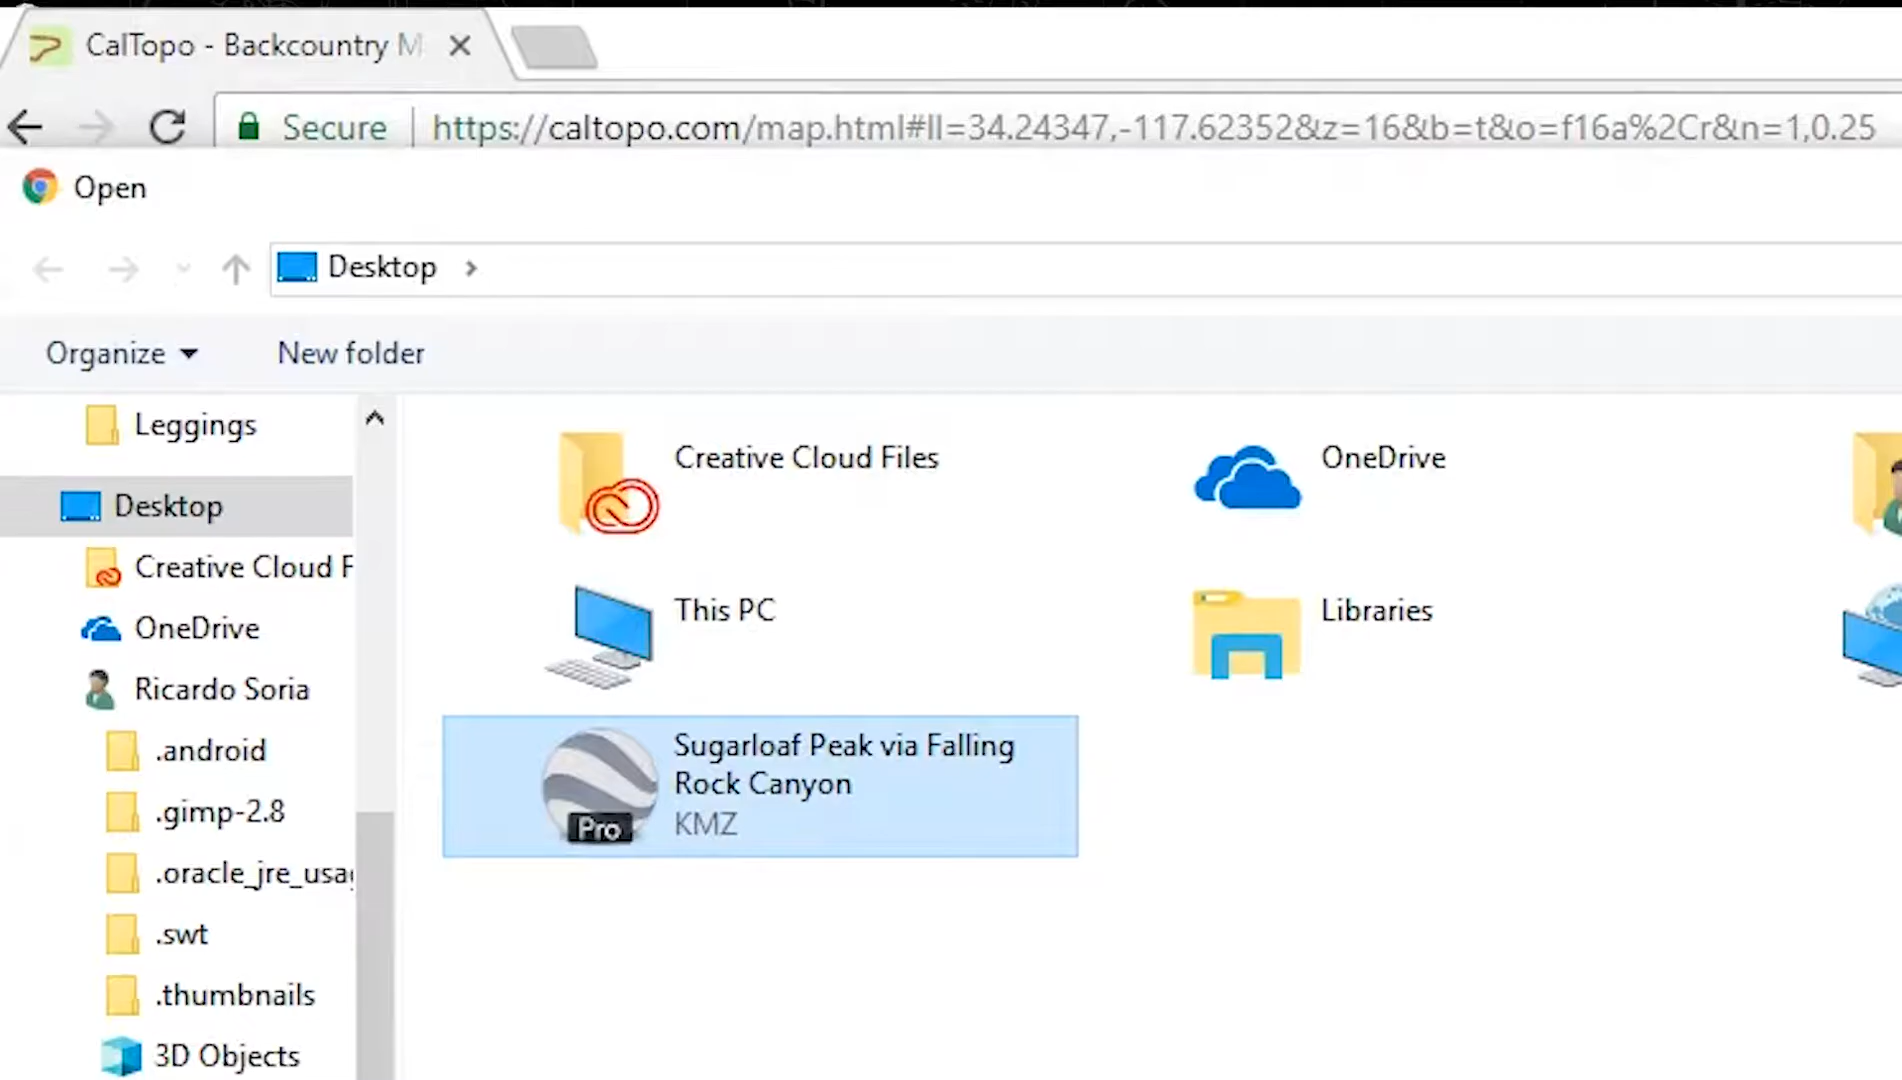 CalTopo - Backcountry M
Secure | https://caltopo.com/map.html#ll=34.24347,-117.62352&z=16&b=t&o=f16a%2Cr&n=1,0.25
Open
Desktop
Organize New folder
Leggings
Desktop
Creative Cloud F
OneDrive
Ricardo Soria
.android
.gimp-2.8
.oracle_jre_usag
.swt
.thumbnails
3D Objects
Creative Cloud Files
OneDrive
This PC
Libraries
Pro
Sugarloaf Peak via Falling
Rock Canyon
KMZ